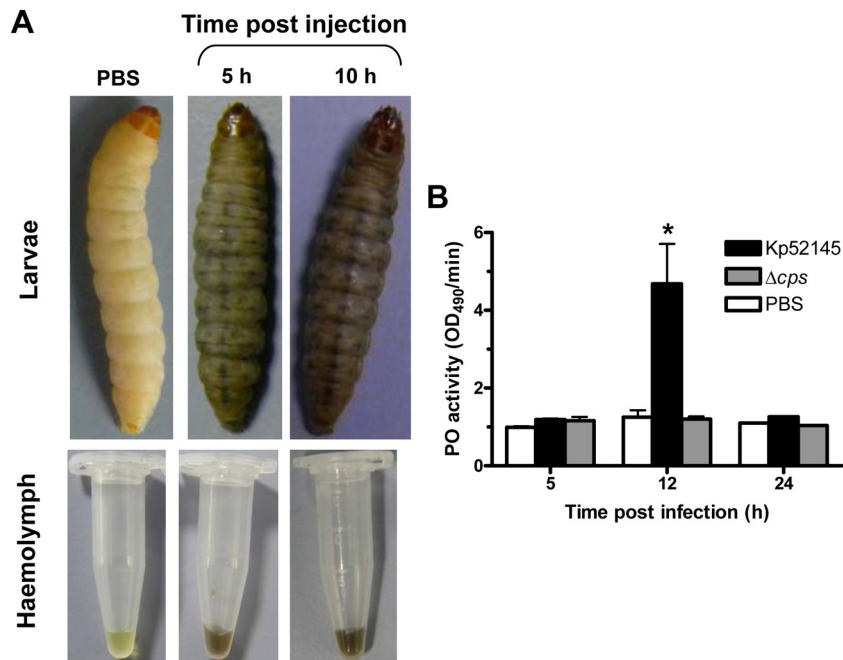 A
Time post injection
PBS
5 h
10 h
Larvae
Haemolymph
B
PO activity (OD490/min)
6
4
2
0
*
Kp52145
Δcps
PBS
5
12
24
Time post infection (h)